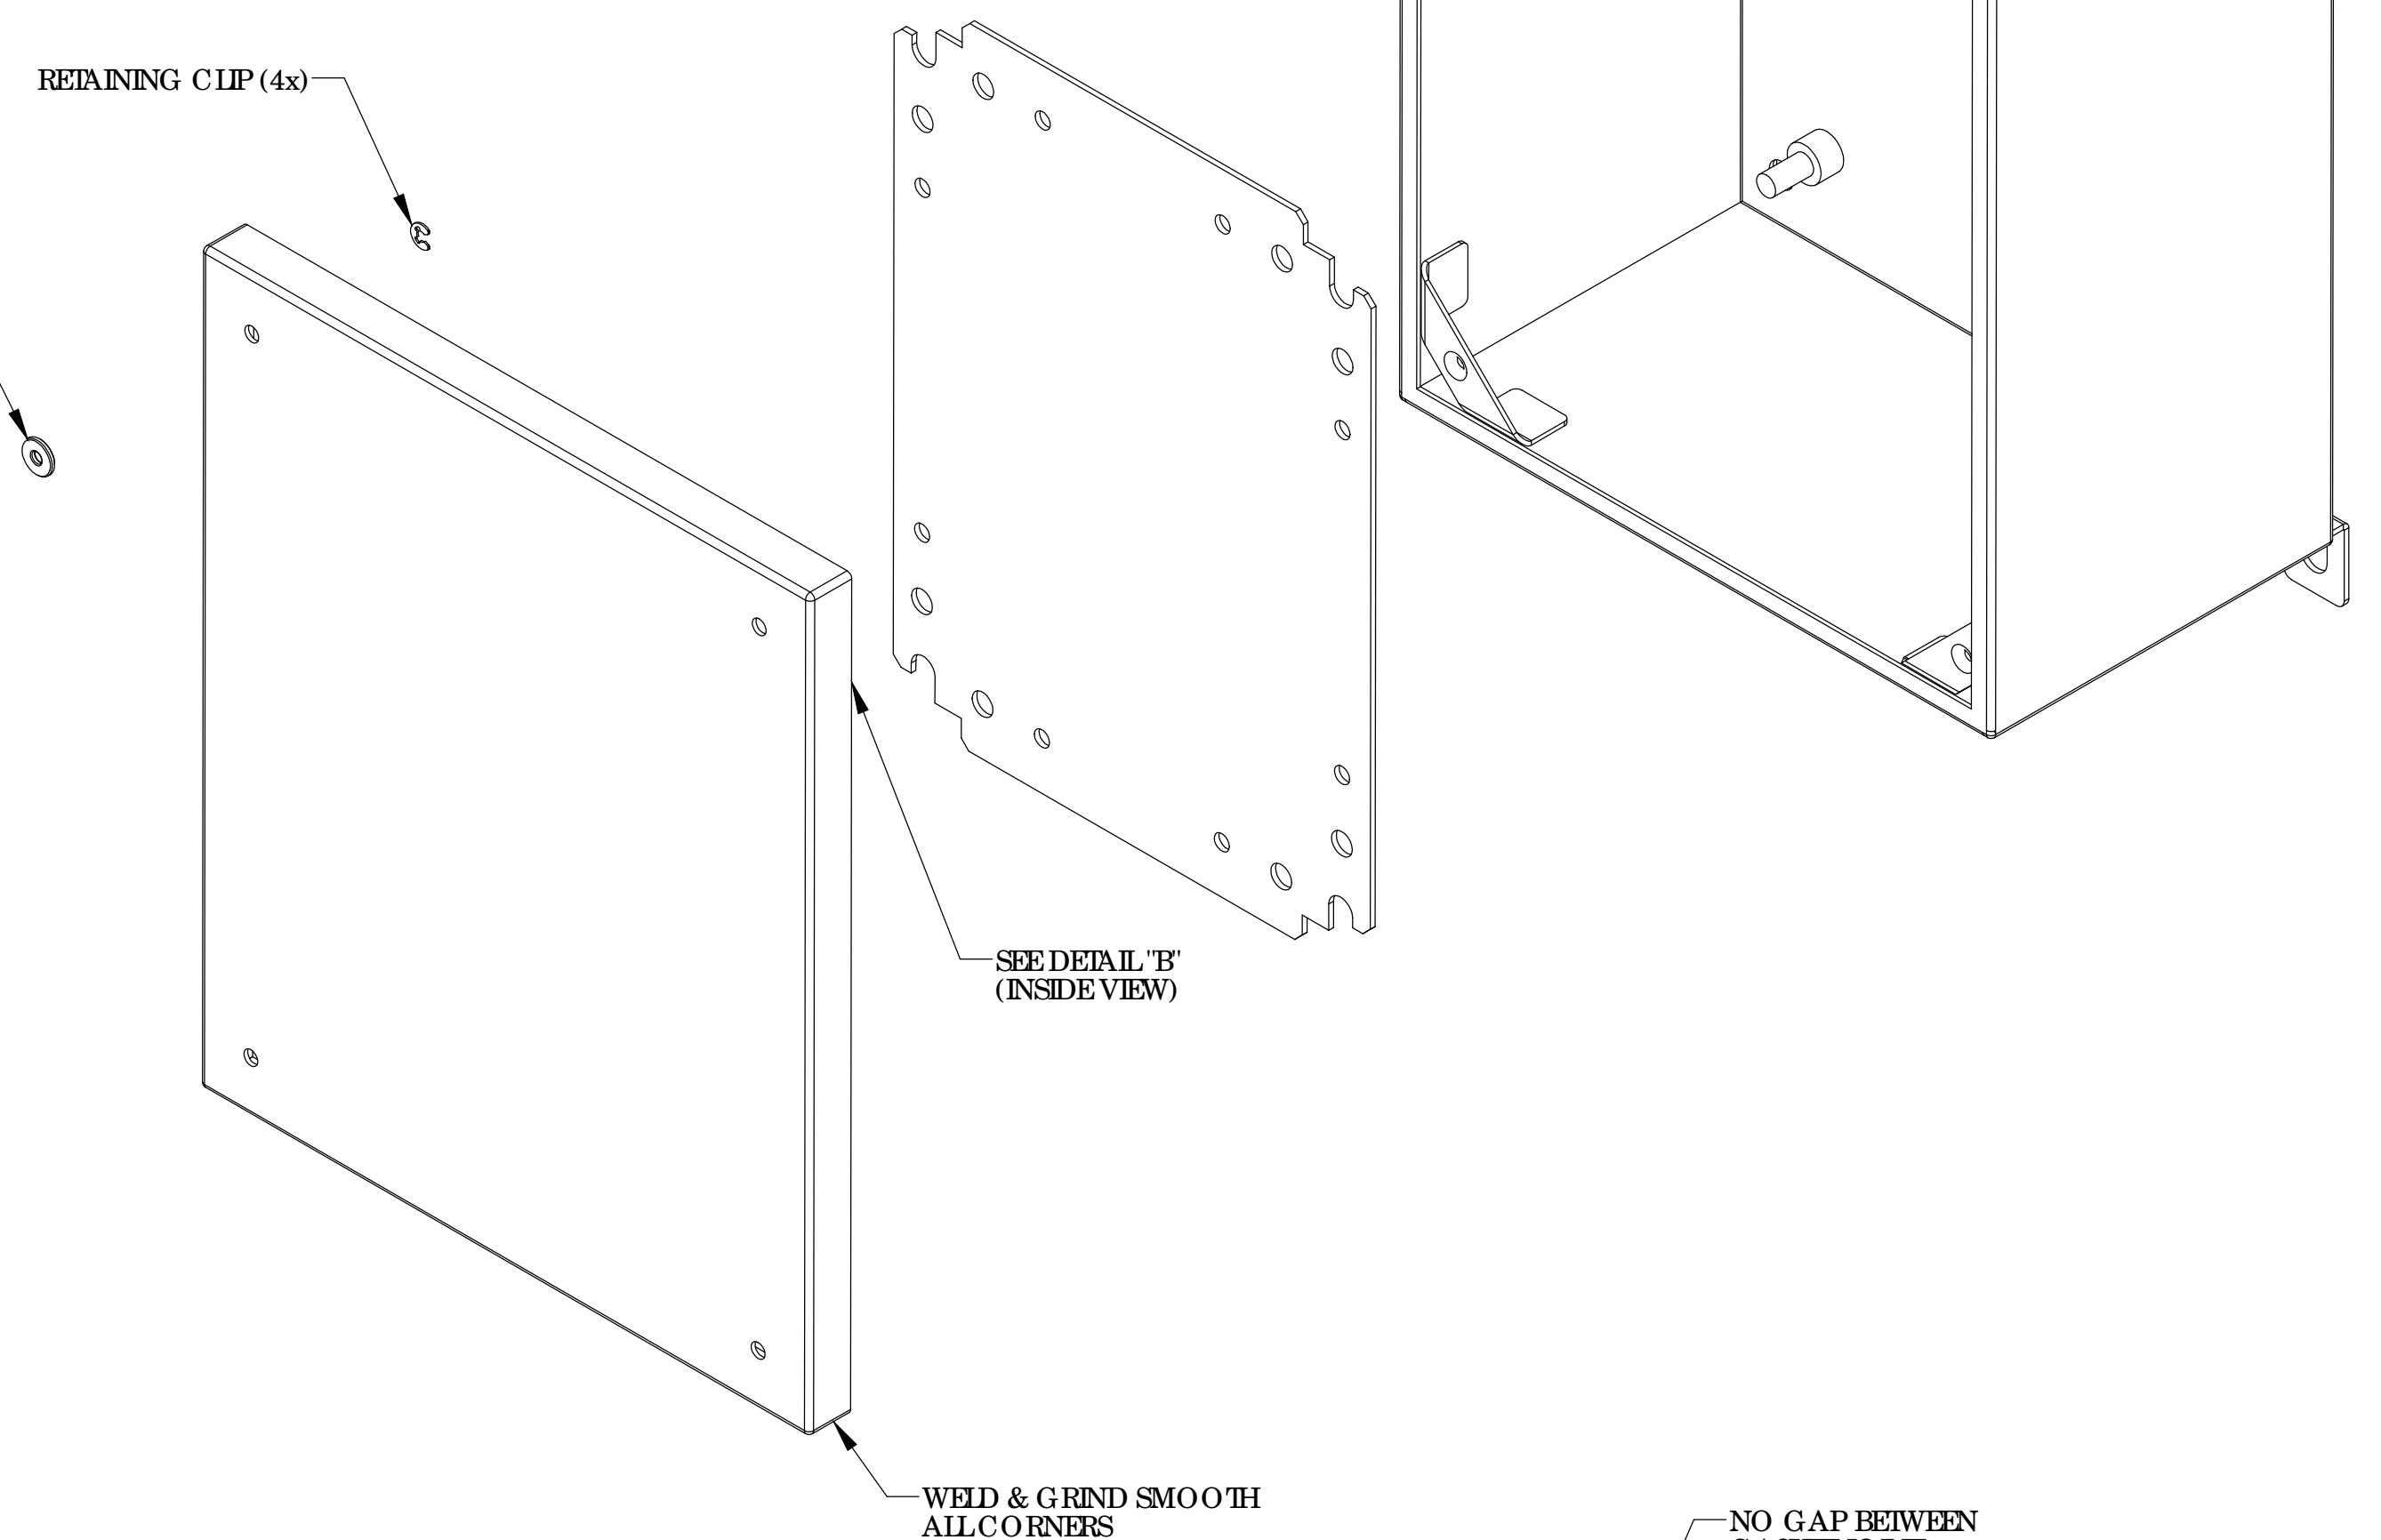 RETAINING CLIP (4x)
SEE DETAIL "B"
(INSIDE VIEW)
WELD & GRIND SMOOTH
ALL CORNERS
NO GAP BETWEEN